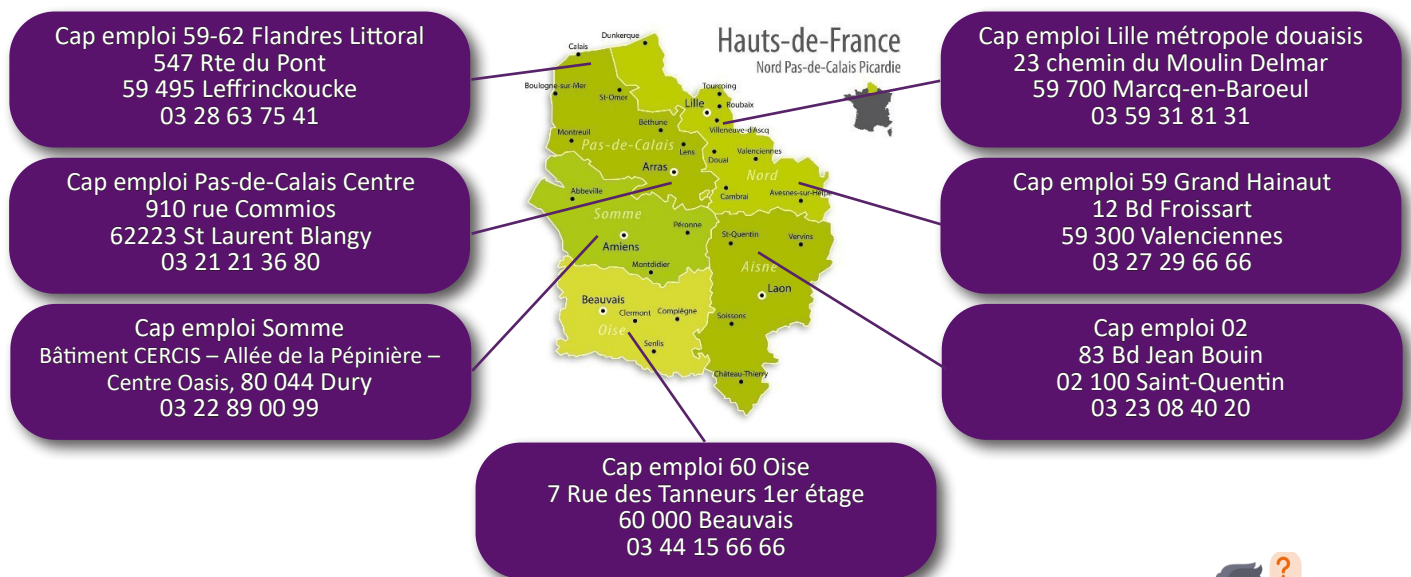 Cap emploi 59-62 Flandres Littoral
547 Rte du Pont
59 495 Leffrinckoucke
03 28 63 75 41
Cap emploi Pas-de-Calais Centre
910 rue Commios
62223 St Laurent Blangy
03 21 21 36 80
Cap emploi Somme
Bâtiment CERCIS – Allée de la Pépinière –
Centre Oasis, 80 044 Dury
03 22 89 00 99
Hauts-de-France
Nord Pas-de-Calais Picardie
Dunkerque
Calais
Boulogne-sur-Mer
St-Omer
Tourcoing
Roubaix
Lille
Villeneuve-d'Ascq
Béthune
Montreuil
Pas-de-Calais
Lens
Douai
Valenciennes
Arras
Nord
Cambrai
Avesnes-sur-Helpe
Abbeville
Somme
Péronne
Amiens
St-Quentin
Vervins
Montdidier
Aisne
Laon
Beauvais
Clermont
Compiègne
Oise
Soissons
Senlis
Château-Thierry
Cap emploi Lille métropole douaisis
23 chemin du Moulin Delmar
59 700 Marcq-en-Baroeul
03 59 31 81 31
Cap emploi 59 Grand Hainaut
12 Bd Froissart
59 300 Valenciennes
03 27 29 66 66
Cap emploi 02
83 Bd Jean Bouin
02 100 Saint-Quentin
03 23 08 40 20
Cap emploi 60 Oise
7 Rue des Tanneurs 1er étage
60 000 Beauvais
03 44 15 66 66
?